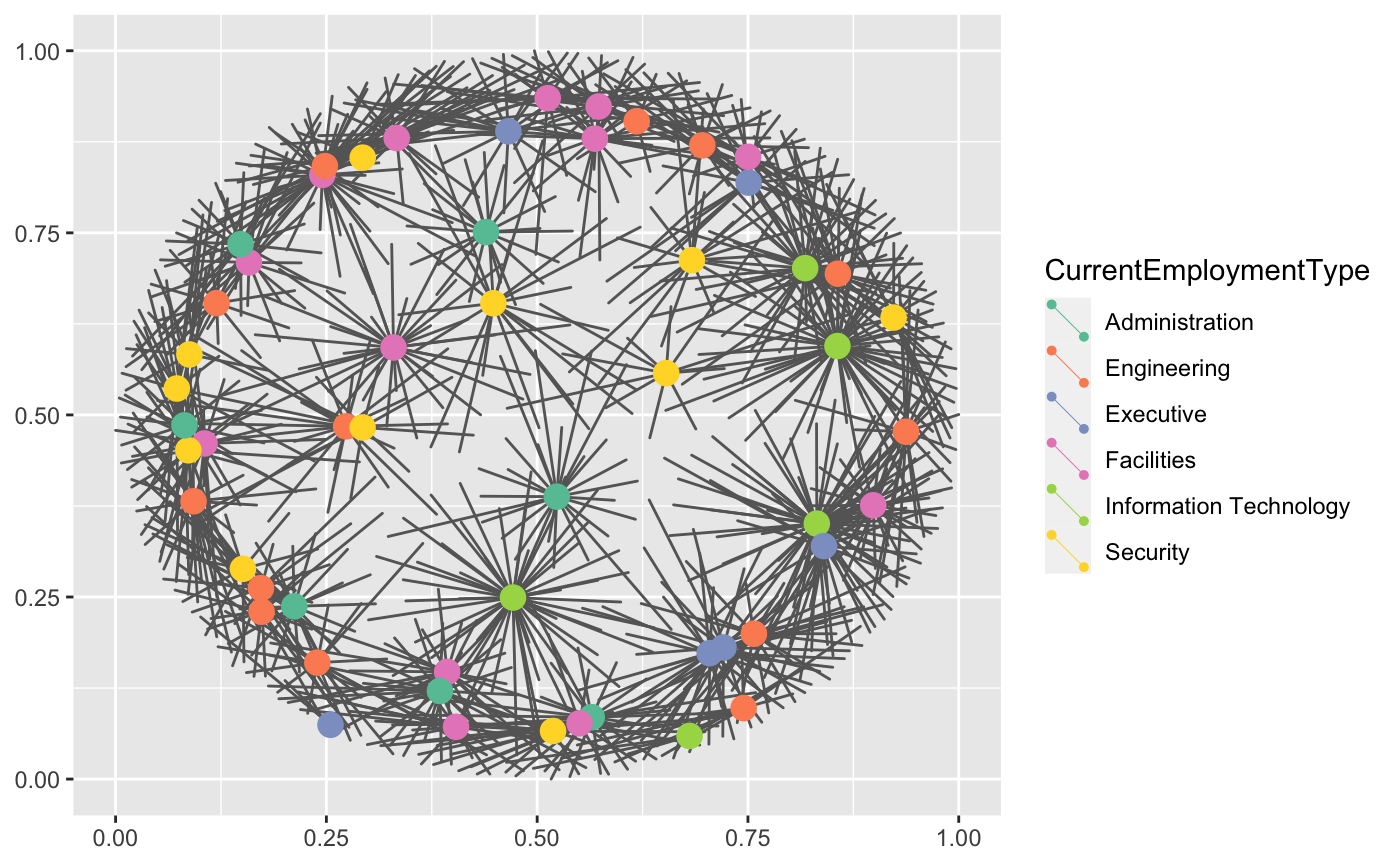 1.00
0.75
0.50
0.25
0.00
0.00 0.25 0.50 0.75 1.00
CurrentEmploymentType
Administration
Engineering
Executive
Facilities
Information Technology
Security